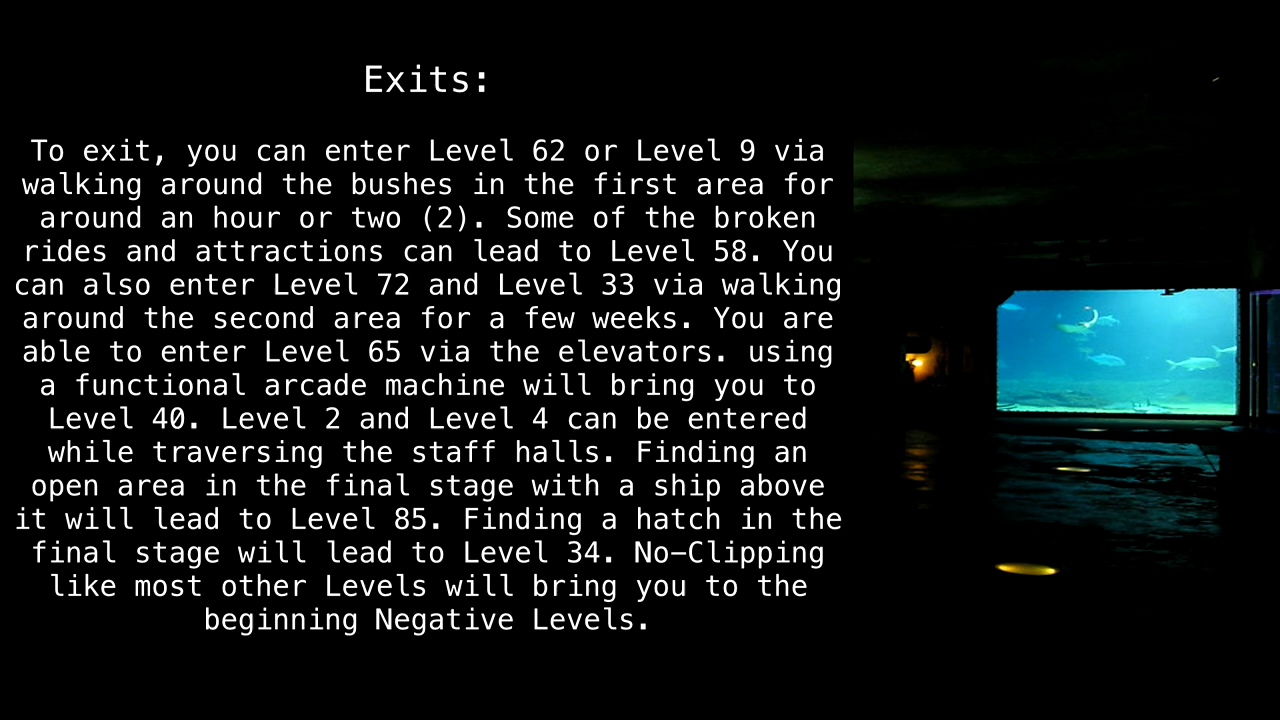 Exits:
To exit, you can enter Level 62 or Level 9 via
walking around the bushes in the first area for
around an hour or two (2). Some of the broken
rides and attractions can lead to Level 58. You
can also enter Level 72 and Level 33 via walking
around the second area for a few weeks. You are
able to enter Level 65 via the elevators. using
a functional arcade machine will bring you to
Level 40. Level 2 and Level 4 can be entered
while traversing the staff halls. Finding an
open area in the final stage with a ship above
it will lead to Level 85. Finding a hatch in the
final stage will lead to Level 34. No–Clipping
like most other Levels will bring you to the
beginning Negative Levels.